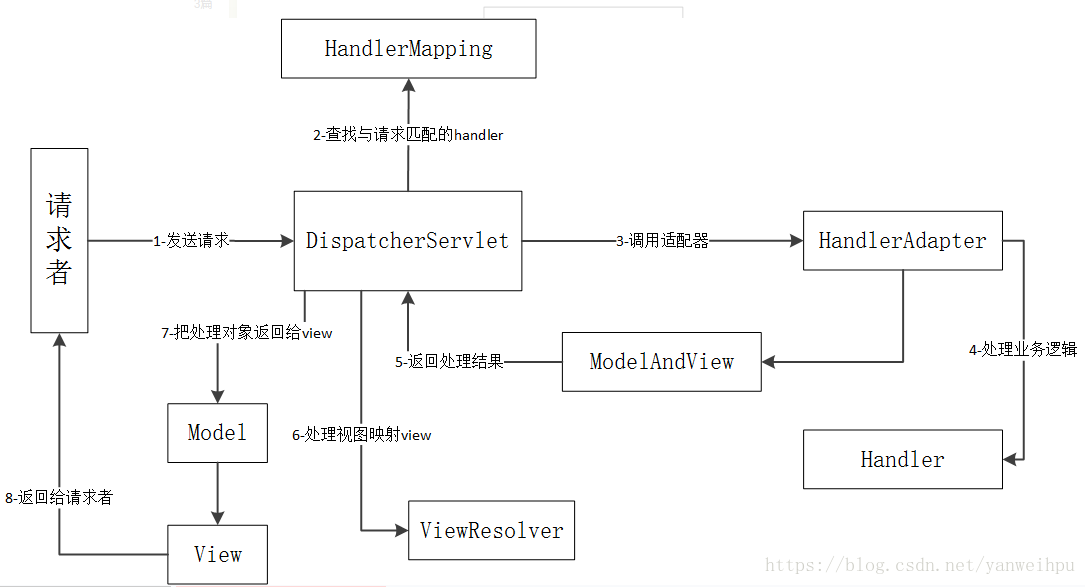 3篇
HandlerMapping
2-查找与请求匹配的handler
请
求
者
1-发送请求
DispatcherServlet
3-调用适配器
HandlerAdapter
7-把处理对象返回给view
5-返回处理结果
ModelAndView
4-处理业务逻辑
Model
6-处理视图映射view
Handler
8-返回给请求者
ViewResolver
View
https://blog.csdn.net/yanweihpu